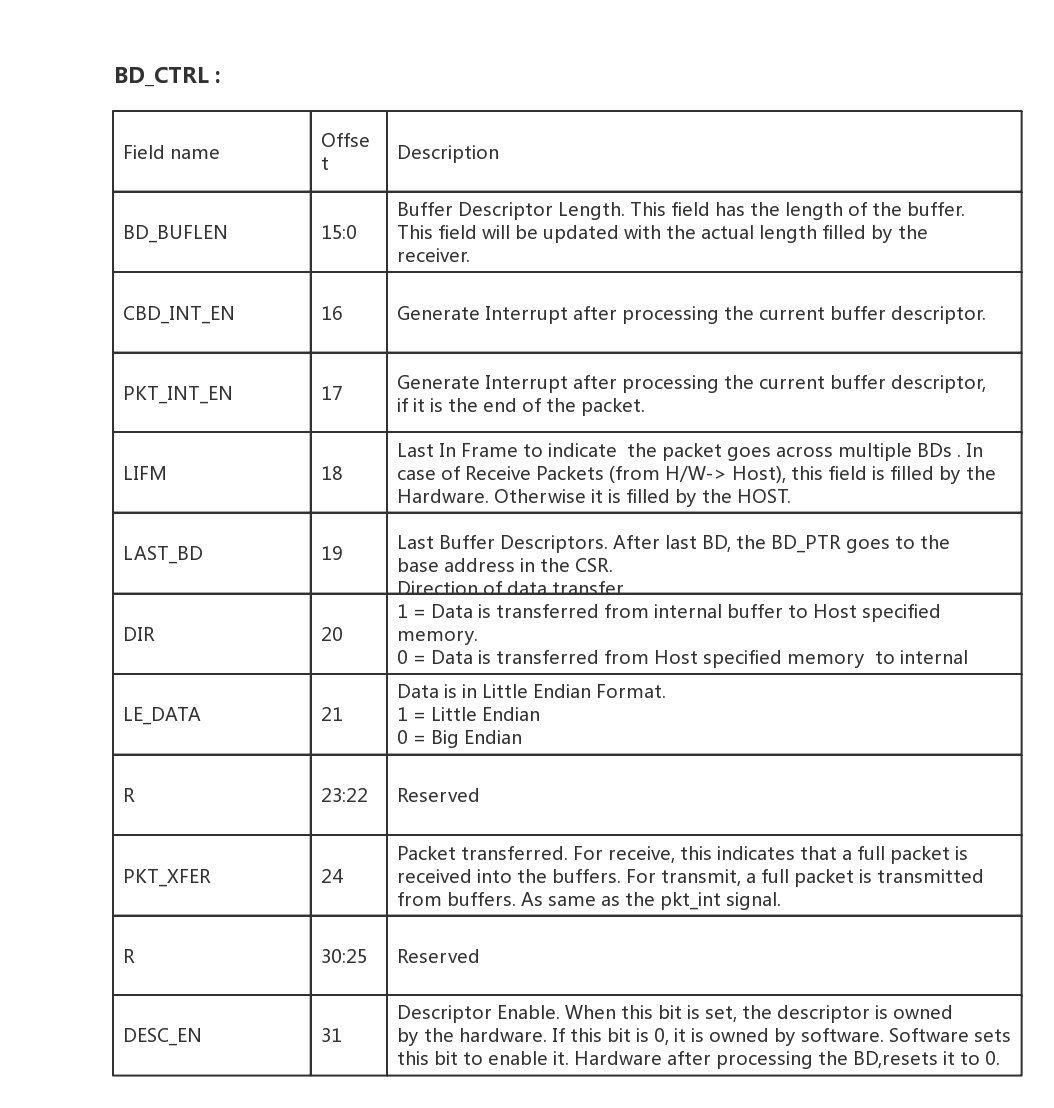 BD_CTRL :
Field name
Offse
t
Description
BD_BUFLEN
15:0
Buffer Descriptor Length. This field has the length of the buffer.
This field will be updated with the actual length filled by the
receiver.
CBD_INT_EN
16
Generate Interrupt after processing the current buffer descriptor.
PKT_INT_EN
17
Generate Interrupt after processing the current buffer descriptor,
if it is the end of the packet.
LIFM
18
Last In Frame to indicate  the packet goes across multiple BDs . In
case of Receive Packets (from H/W-> Host), this field is filled by the
Hardware. Otherwise it is filled by the HOST.
LAST_BD
19
Last Buffer Descriptors. After last BD, the BD_PTR goes to the
base address in the CSR.
DIR
20
Direction of data transfer
1 = Data is transferred from internal buffer to Host specified
memory.
0 = Data is transferred from Host specified memory  to internal
LE_DATA
21
Data is in Little Endian Format.
1 = Little Endian
0 = Big Endian
R
23:22
Reserved
PKT_XFER
24
Packet transferred. For receive, this indicates that a full packet is
received into the buffers. For transmit, a full packet is transmitted
from buffers. As same as the pkt_int signal.
R
30:25
Reserved
DESC_EN
31
Descriptor Enable. When this bit is set, the descriptor is owned
by the hardware. If this bit is 0, it is owned by software. Software sets
this bit to enable it. Hardware after processing the BD,resets it to 0.